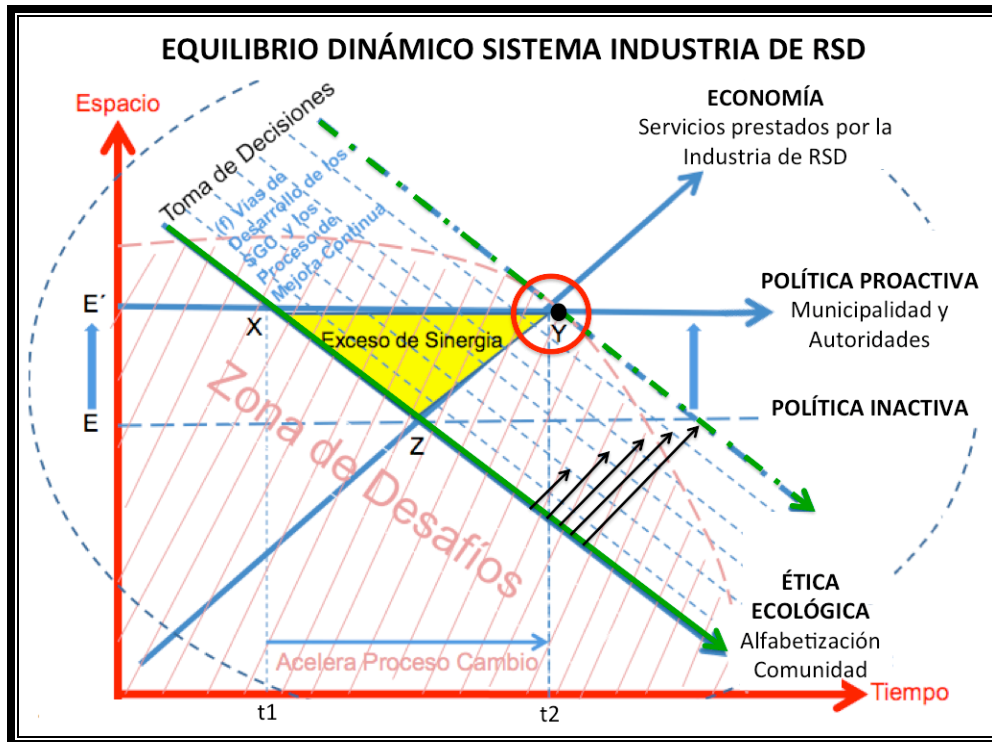 EQUILIBRIO DINÁMICO SISTEMA INDUSTRIA DE RSD
Espacio
Toma de Decisiones
(f) Vías de
Desarrollo de los
SGC y los
Proceso de
Mejora Continua
ECONOMÍA
Servicios prestados por la
Industria de RSD
E´
X
Y
Exceso de Sinergia
POLÍTICA PROACTIVA
Municipalidad y
Autoridades
E
Z
POLÍTICA INACTIVA
Zona de Desafíos
ÉTICA
ECOLÓGICA
Alfabetización
Comunidad
Acelera Proceso Cambio
Tiempo
t1
t2